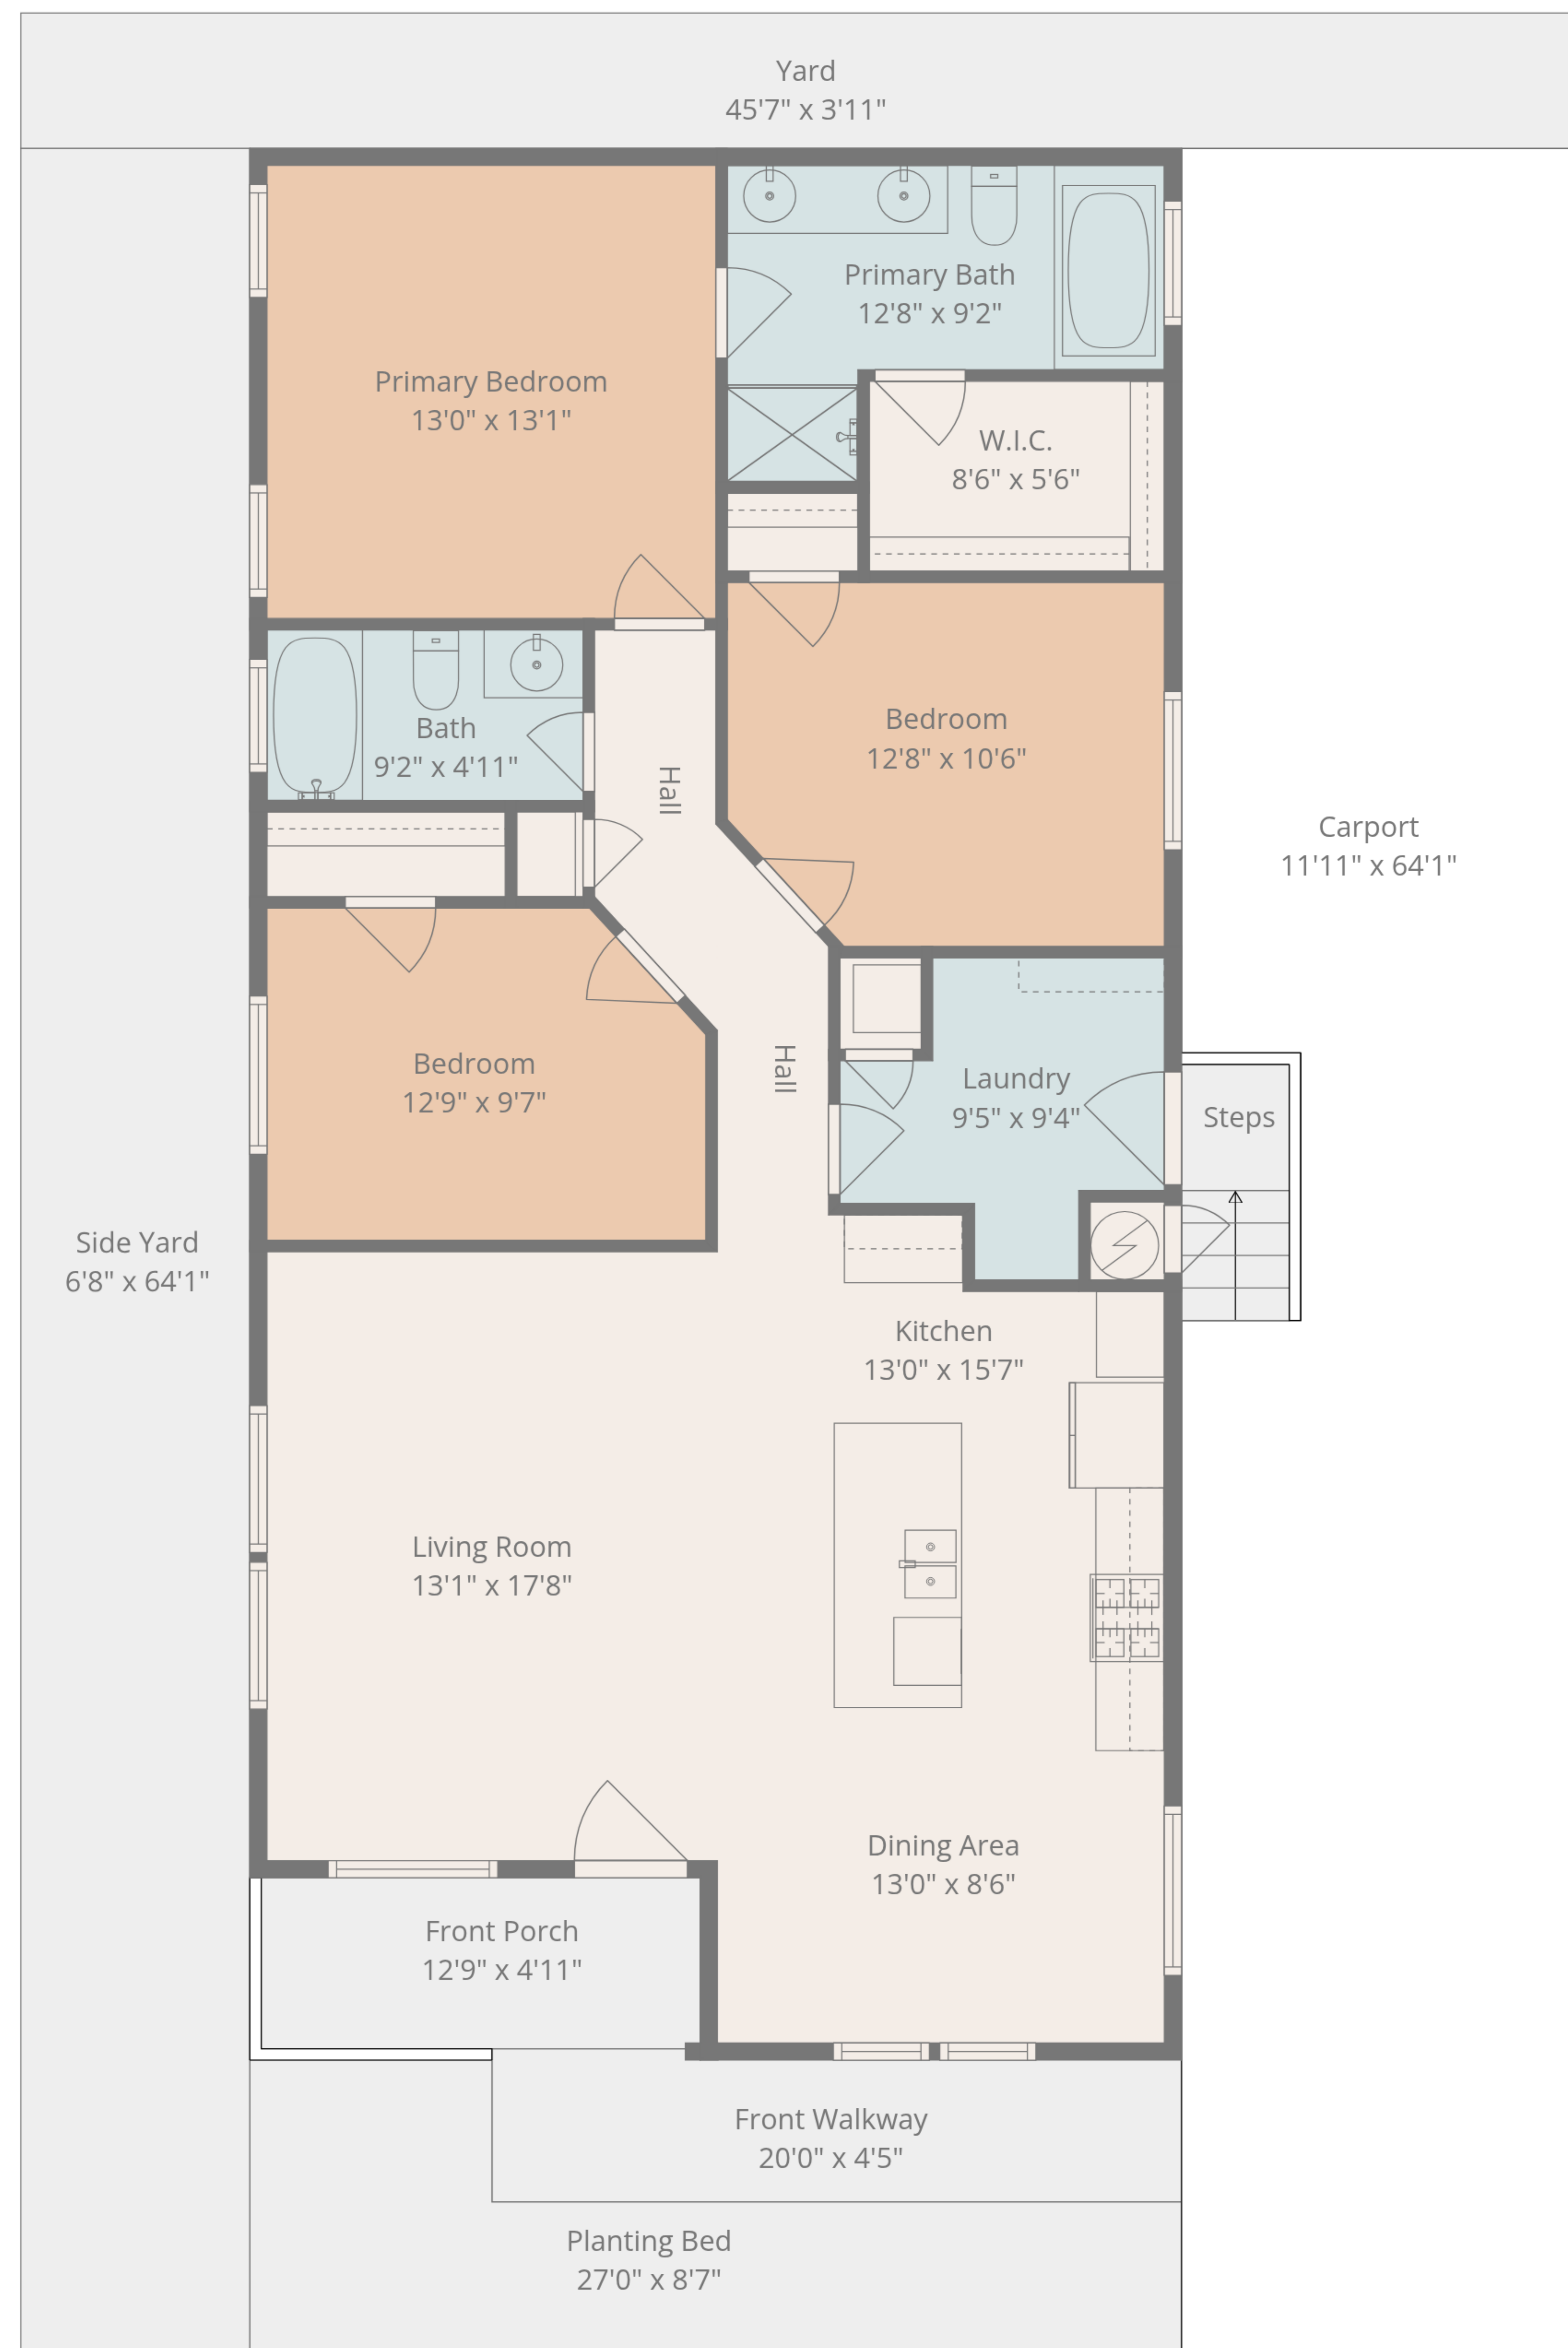 Yard
45'7" x 3'11"
Primary Bath
12'8" x 9'2"
Primary Bedroom
13'0" x 13'1"
W.I.C.
8'6" x 5'6"
Bath
9'2" x 4'11"
Hall
Bedroom
12'8" x 10'6"
Carport
11'11" x 64'1"
Bedroom
12'9" x 9'7"
Hall
Laundry
9'5" x 9'4"
Steps
Side Yard
6'8" x 64'1"
Kitchen
13'0" x 15'7"
Living Room
13'1" x 17'8"
Dining Area
13'0" x 8'6"
Front Porch
12'9" x 4'11"
Front Walkway
20'0" x 4'5"
Planting Bed
27'0" x 8'7"